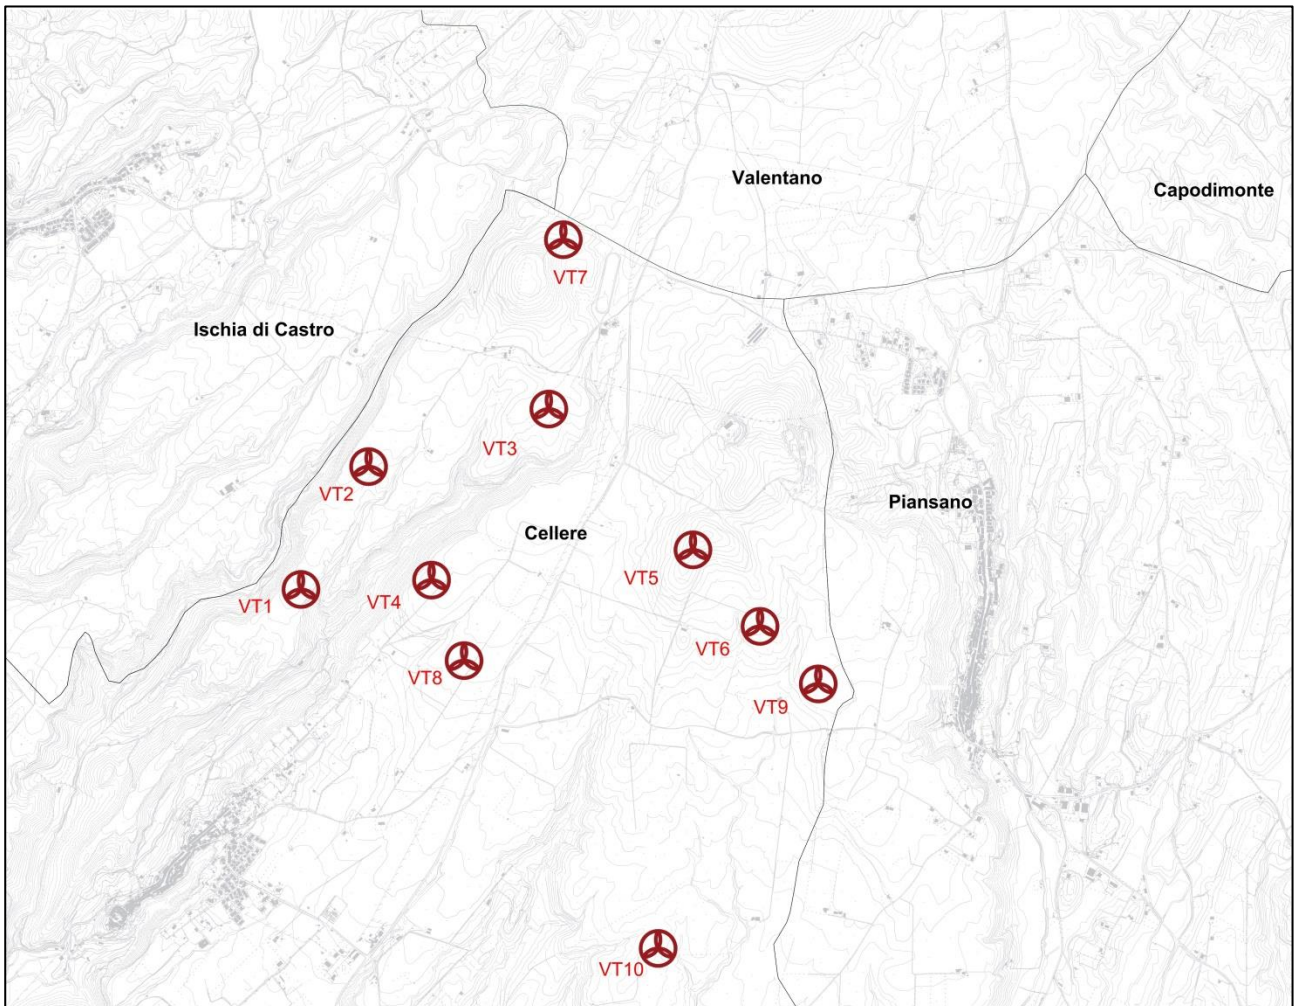 Valentano
Capodimonte
VT7
Ischia di Castro
VT3
VT2
Piansano
Cellere
VT5
VT4
VT1
VT6
VT8
VT9
VT10